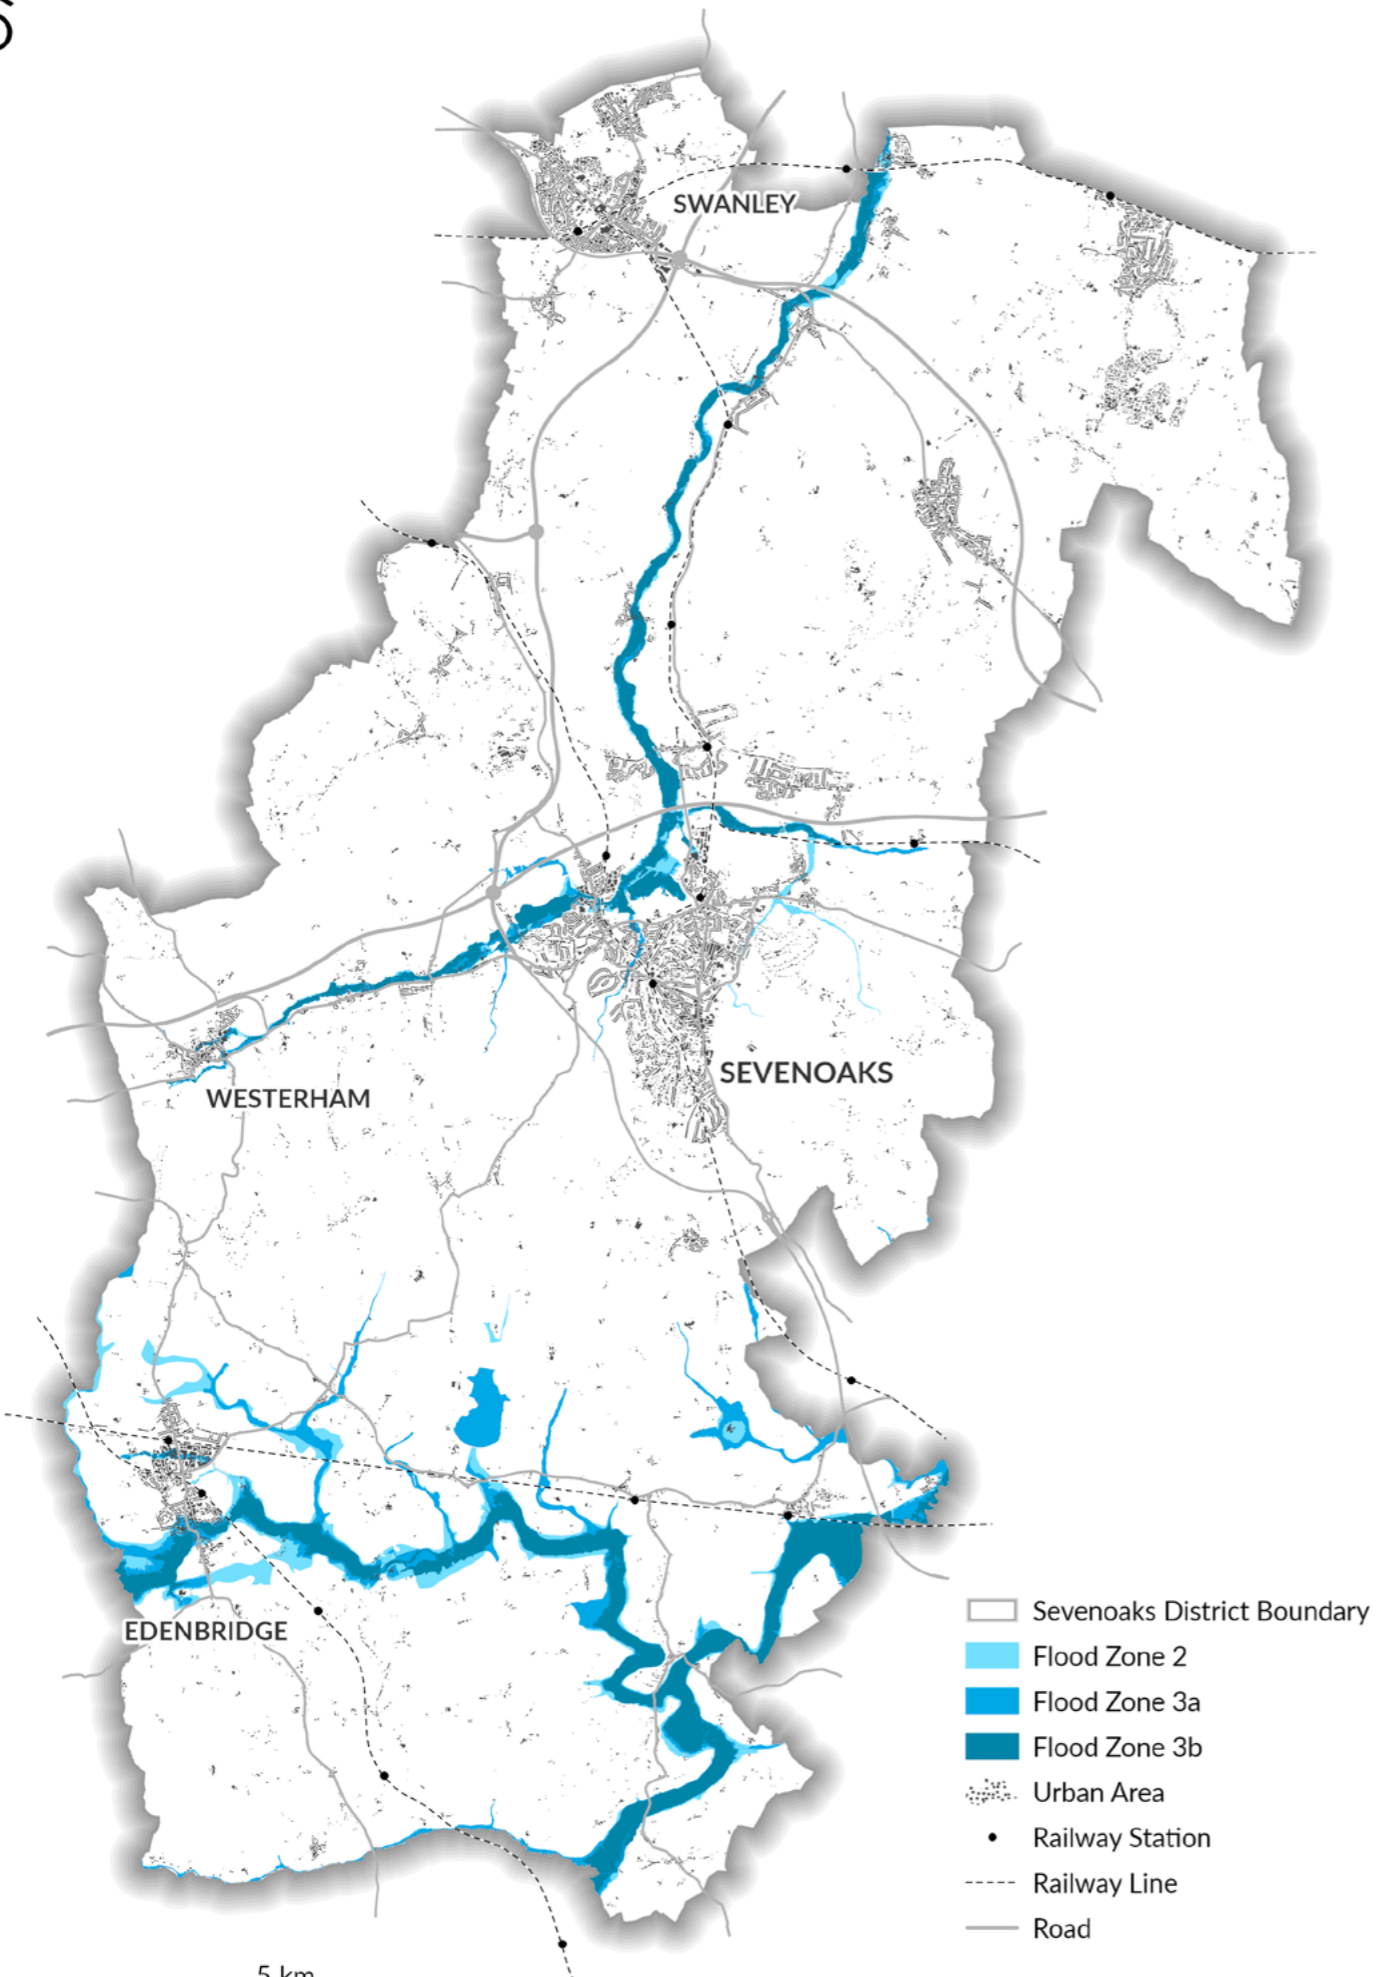 SWANLEY
SEVENOAKS
WESTERHAM
EDENBRIDGE
Sevenoaks District Boundary
Flood Zone 2
Flood Zone 3a
Flood Zone 3b
Urban Area
Railway Station
Railway Line
Road
5 km